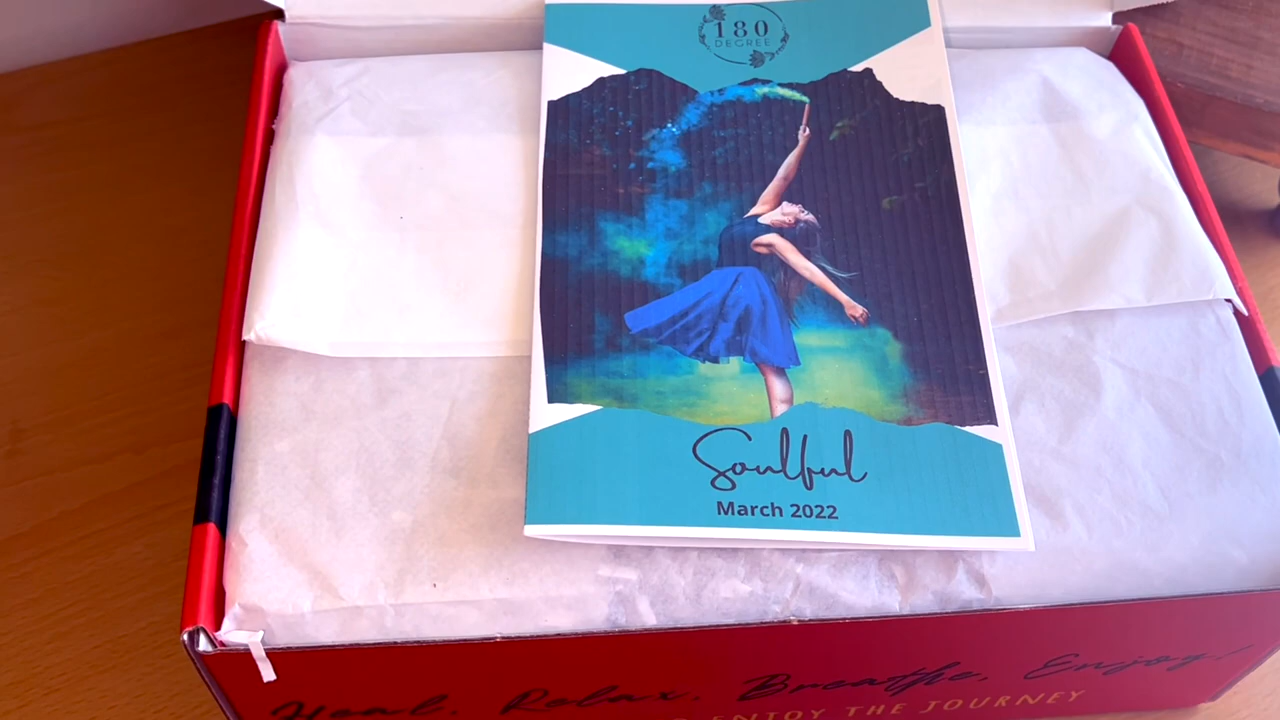 180
DEGREE
Soulful
March 2022
Heal. Relax. Breathe. Enjoy!
ENJOY THE JOURNEY